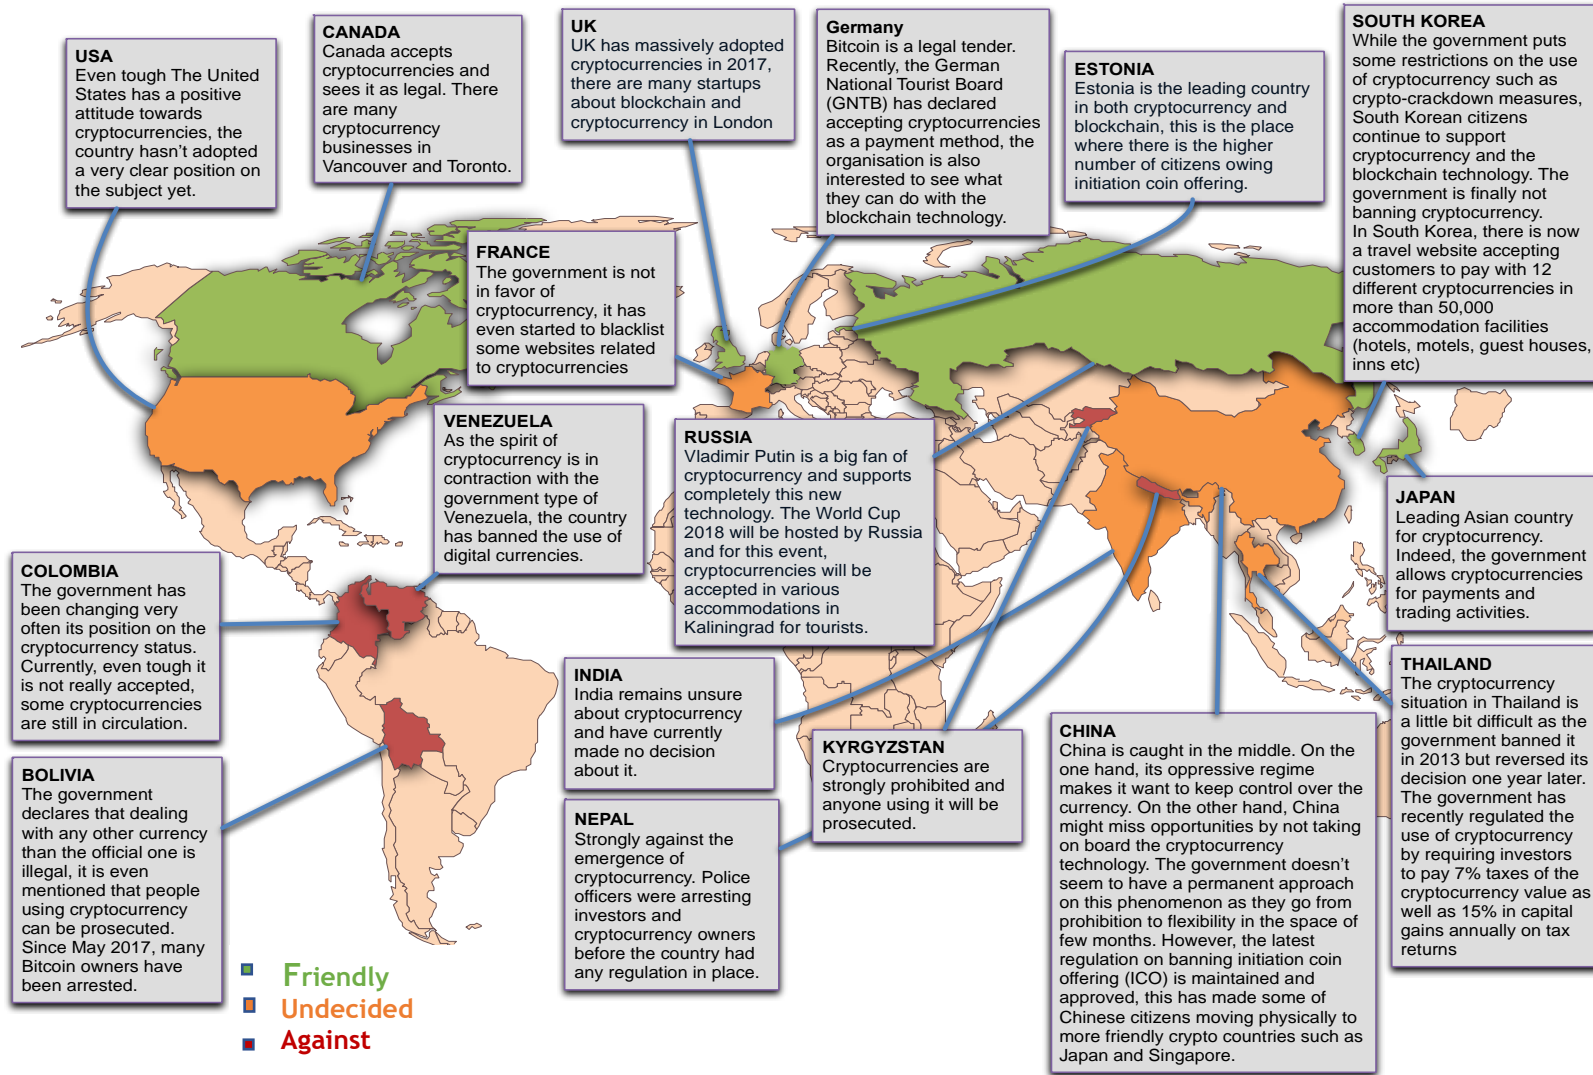 USA
Even tough The United
States has a positive
attitude towards
cryptocurrencies, the
country hasn't adopted
a very clear position on
the subject yet.
CANADA
Canada accepts
cryptocurrencies and
sees it as legal. There
are many
cryptocurrency
businesses in
Vancouver and Toronto.
UK
UK has massively adopted
cryptocurrencies in 2017,
there are many startups
about blockchain and
cryptocurrency in London
Germany
Bitcoin is a legal tender.
Recently, the German
National Tourist Board
(GNTB) has declared
accepting cryptocurrencies
as a payment method, the
organisation is also
interested to see what
they can do with the
blockchain technology.
ESTONIA
Estonia is the leading country
in both cryptocurrency and
blockchain, this is the place
where there is the higher
number of citizens owing
initiation coin offering.
SOUTH KOREA
While the government puts
some restrictions on the use
of cryptocurrency such as
crypto-crackdown measures,
South Korean citizens
continue to support
cryptocurrency and the
blockchain technology. The
government is finally not
banning cryptocurrency.
In South Korea, there is now
a travel website accepting
customers to pay with 12
different cryptocurrencies in
more than 50,000
accommodation facilities
(hotels, motels, guest houses,
inns etc)
FRANCE
The government is not
in favor of
cryptocurrency, it has
even started to blacklist
some websites related
to cryptocurrencies
VENEZUELA
As the spirit of
cryptocurrency is in
contraction with the
government type of
Venezuela, the country
has banned the use of
digital currencies.
RUSSIA
Vladimir Putin is a big fan of
cryptocurrency and supports
completely this new
technology. The World Cup
2018 will be hosted by Russia
and for this event,
cryptocurrencies will be
accepted in various
accommodations in
Kaliningrad for tourists.
JAPAN
Leading Asian country
for cryptocurrency.
Indeed, the government
allows cryptocurrencies
for payments and
trading activities.
COLOMBIA
The government has
been changing very
often its position on the
cryptocurrency status.
Currently, even tough it
is not really accepted,
some cryptocurrencies
are still in circulation.
INDIA
India remains unsure
about cryptocurrency
and have currently
made no decision
about it.
KYRGYZSTAN
Cryptocurrencies are
strongly prohibited and
anyone using it will be
prosecuted.
CHINA
China is caught in the middle. On the
one hand, its oppressive regime
makes it want to keep control over the
currency. On the other hand, China
might miss opportunities by not taking
on board the cryptocurrency
technology. The government doesn't
seem to have a permanent approach
on this phenomenon as they go from
prohibition to flexibility in the space of
few months. However, the latest
regulation on banning initiation coin
offering (ICO) is maintained and
approved, this has made some of
Chinese citizens moving physically to
more friendly crypto countries such as
Japan and Singapore.
THAILAND
The cryptocurrency
situation in Thailand is
a little bit difficult as the
government banned it
in 2013 but reversed its
decision one year later.
The government has
recently regulated the
use of cryptocurrency
by requiring investors
to pay 7% taxes of the
cryptocurrency value as
well as 15% in capital
gains annually on tax
returns
BOLIVIA
The government
declares that dealing
with any other currency
than the official one is
illegal, it is even
mentioned that people
using cryptocurrency
can be prosecuted.
Since May 2017, many
Bitcoin owners have
been arrested.
NEPAL
Strongly against the
emergence of
cryptocurrency. Police
officers were arresting
investors and
cryptocurrency owners
before the country had
any regulation in place.
Friendly
Undecided
Against